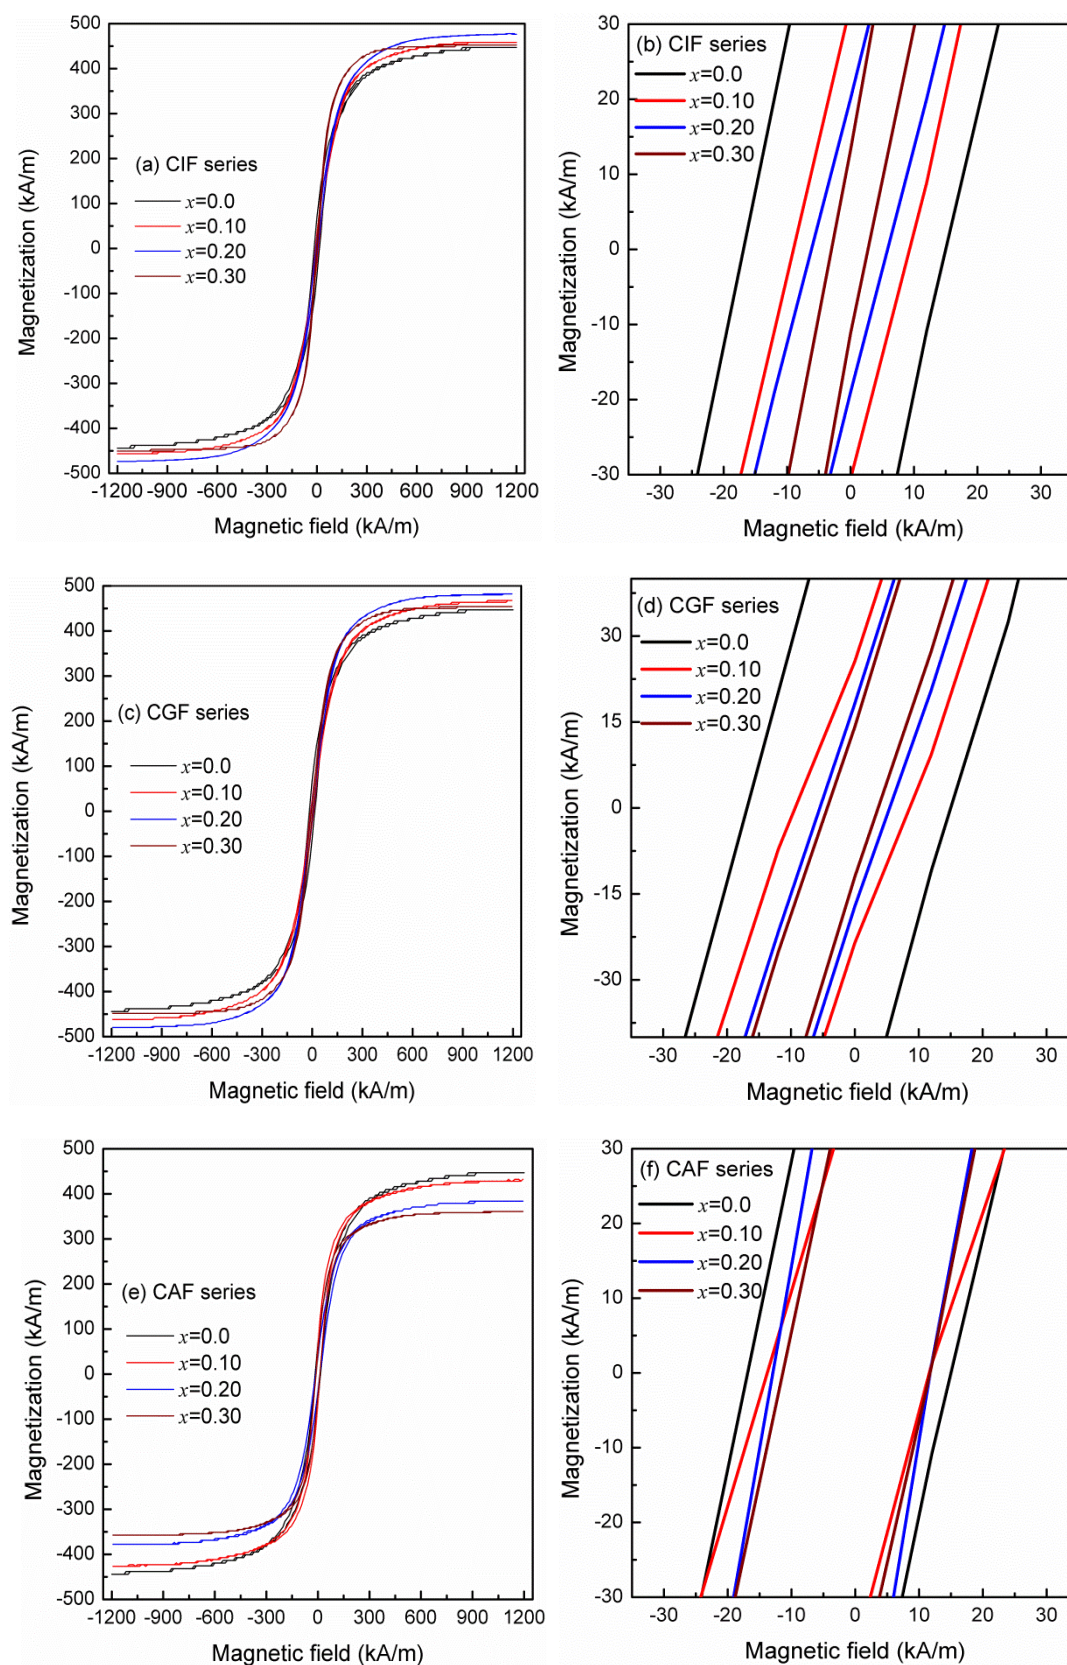 500
400
300
200
100
0
-100
-200
-300
-400
-500
Magnetization (kA/m)
(a) CIF series
x=0.0
x=0.10
x=0.20
x=0.30
-1200 -900 -600 -300 0 300 600 900 1200
Magnetic field (kA/m)
30
20
10
0
-10
-20
-30
Magnetization (kA/m)
(b) CIF series
x=0.0
x=0.10
x=0.20
x=0.30
-30 -20 -10 0 10 20 30
Magnetic field (kA/m)
500
400
300
200
100
0
-100
-200
-300
-400
-500
Magnetization (kA/m)
(c) CGF series
x=0.0
x=0.10
x=0.20
x=0.30
-1200 -900 -600 -300 0 300 600 900 1200
Magnetic field (kA/m)
30
15
0
-15
-30
Magnetization (kA/m)
(d) CGF series
x=0.0
x=0.10
x=0.20
x=0.30
-30 -20 -10 0 10 20 30
Magnetic field (kA/m)
500
400
300
200
100
0
-100
-200
-300
-400
-500
Magnetization (kA/m)
(e) CAF series
x=0.0
x=0.10
x=0.20
x=0.30
-1200 -900 -600 -300 0 300 600 900 1200
Magnetic field (kA/m)
30
20
10
0
-10
-20
-30
Magnetization (kA/m)
(f) CAF series
x=0.0
x=0.10
x=0.20
x=0.30
-30 -20 -10 0 10 20 30
Magnetic field (kA/m)